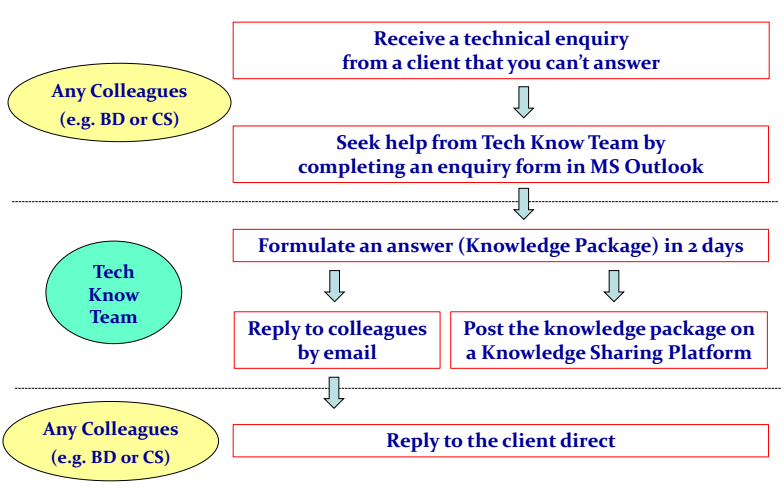 Receive a technical enquiry
from a client that you can't answer
Any Colleagues
(e.g. BD or CS)
Seek help from Tech Know Team by
completing an enquiry form in MS Outlook
Formulate an answer (Knowledge Package) in 2 days
Tech
Know
Team
Reply to colleagues
by email
Post the knowledge package on
a Knowledge Sharing Platform
Any Colleagues
(e.g. BD or CS)
Reply to the client direct